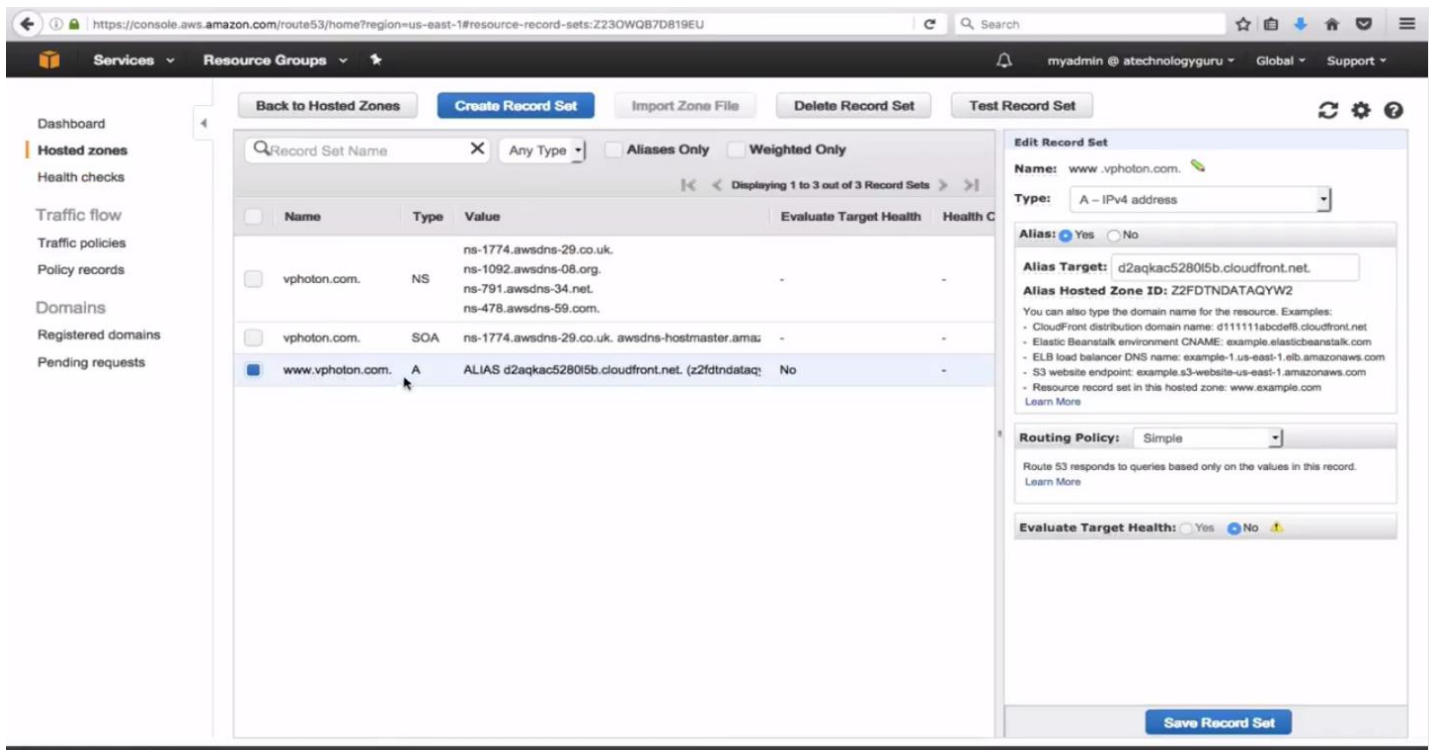 https://console.aws.amazon.com/route53/home?region=us-east-1#resource-record-sets:Z23OWQB7D819EU
Search
Services
Resource Groups
myadmin @ atechnologyguru
Global
Support
Back to Hosted Zones
Create Record Set
Import Zone File
Delete Record Set
Test Record Set
Dashboard
Hosted zones
Health checks
Traffic flow
Traffic policies
Policy records
Domains
Registered domains
Pending requests
Record Set Name
Any Type
Aliases Only
Weighted Only
Displaying 1 to 3 out of 3 Record Sets
Name Type Value Evaluate Target Health Health C
ns-1774.awsdns-29.co.uk.
ns-1092.awsdns-08.org.
vphoton.com. NS - -
ns-791.awsdns-34.net.
ns-478.awsdns-59.com.
vphoton.com. SOA ns-1774.awsdns-29.co.uk. awsdns-hostmaster.ama - -
www.vphoton.com. A ALIAS d2aqkac5280l5b.cloudfront.net. (z2fdtndataq No -
Edit Record Set
Name: www .vphoton.com.
Type: A – IPv4 address
Alias: Yes No
Alias Target: d2aqkac5280l5b.cloudfront.net.
Alias Hosted Zone ID: Z2FDTNDATAQYW2
You can also type the domain name for the resource. Examples:
- CloudFront distribution domain name: d111111abcdef8.cloudfront.net
- Elastic Beanstalk environment CNAME: example.elasticbeanstalk.com
- ELB load balancer DNS name: example-1.us-east-1.elb.amazonaws.com
- S3 website endpoint: example.s3-website-us-east-1.amazonaws.com
- Resource record set in this hosted zone: www.example.com
Learn More
Routing Policy: Simple
Route 53 responds to queries based only on the values in this record.
Learn More
Evaluate Target Health: Yes No
Save Record Set